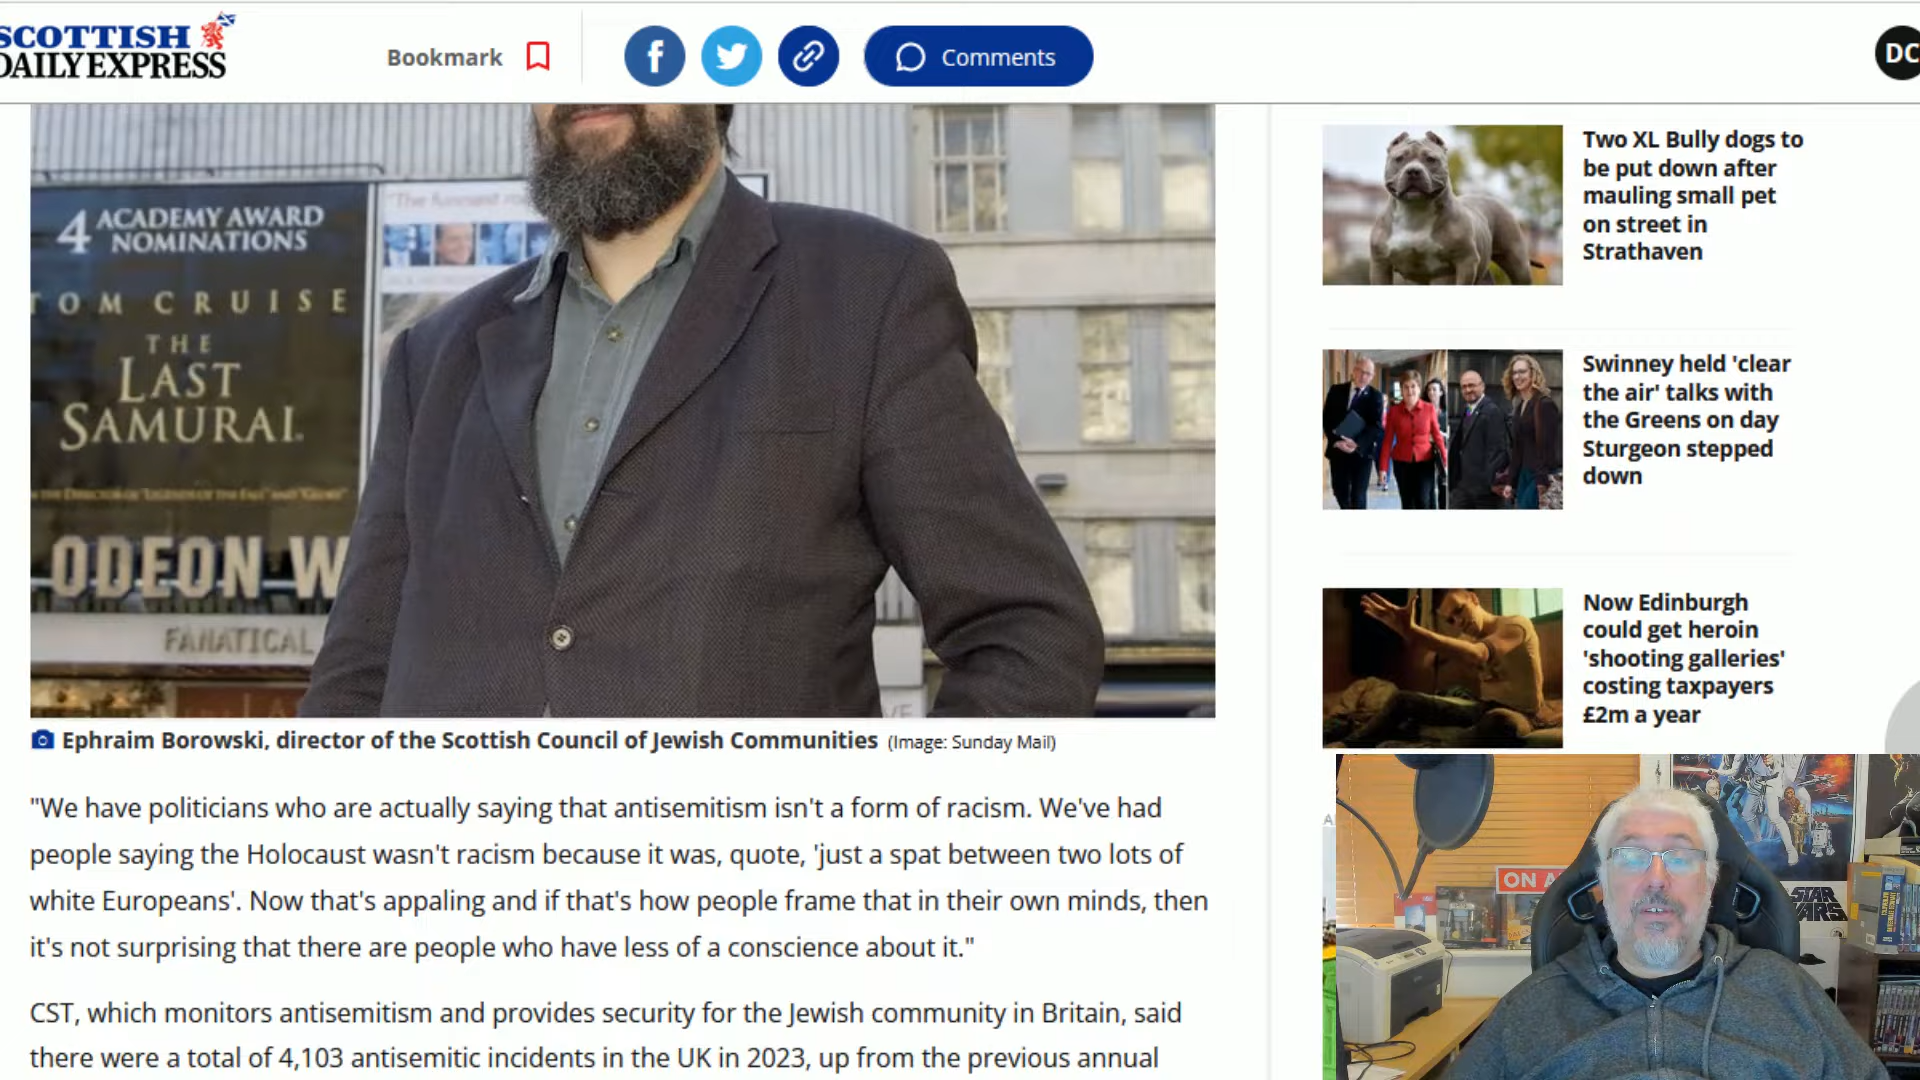 SCOTTISH
DAILY EXPRESS
Bookmark
Comments
DC
4 ACADEMY AWARD
NOMINATIONS
TOM CRUISE
THE
LAST
SAMURAI.
ODEON W
FANATICAL
"The funniest
Ephraim Borowski, director of the Scottish Council of Jewish Communities (Image: Sunday Mail)
"We have politicians who are actually saying that antisemitism isn't a form of racism. We've had
people saying the Holocaust wasn't racism because it was, quote, 'just a spat between two lots of
white Europeans'. Now that's appaling and if that's how people frame that in their own minds, then
it's not surprising that there are people who have less of a conscience about it."
CST, which monitors antisemitism and provides security for the Jewish community in Britain, said
there were a total of 4,103 antisemitic incidents in the UK in 2023, up from the previous annual
Two XL Bully dogs to
be put down after
mauling small pet
on street in
Strathaven
Swinney held 'clear
the air' talks with
the Greens on day
Sturgeon stepped
down
Now Edinburgh
could get heroin
'shooting galleries'
costing taxpayers
£2m a year
ON A
STAR
WARS